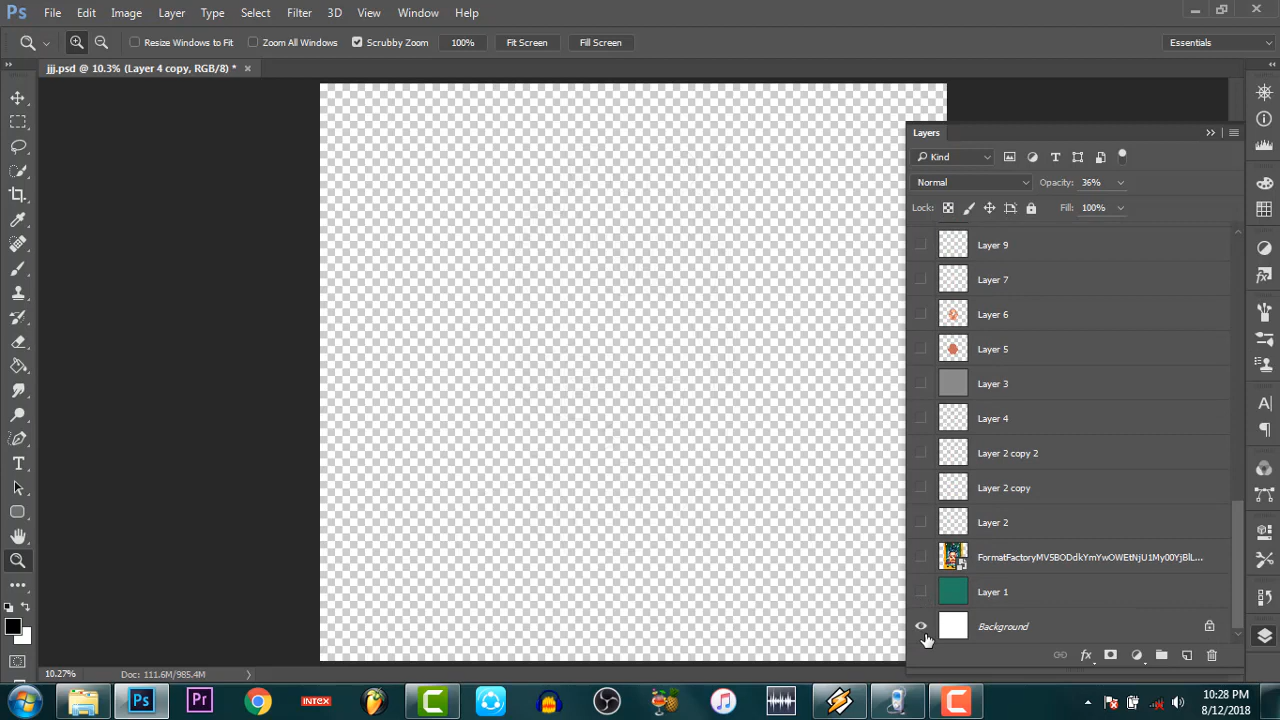 Ps File Edit Image Layer Type Select Filter 3D View Window Help
Resize Windows to Fit Zoom All Windows Scrubby Zoom 100% Fit Screen Fill Screen Essentials
jjj.psd @ 10.3% (Layer 4 copy, RGB/8) *
Layers
Kind
Normal Opacity: 36%
Lock: Fill: 100%
Layer 9
Layer 7
Layer 6
Layer 5
Layer 3
Layer 4
Layer 2 copy 2
Layer 2 copy
Layer 2
Layer 1
Background
10.27% Doc: 111.6M/985.4M
Ps Pr INTEX
10:28 PM
8/12/2018